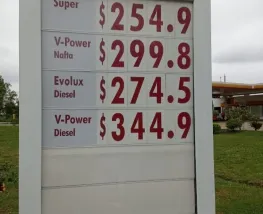 Super $254.9
V-Power
Nafta $299.8
Evolux
Diesel $274.5
V-Power
Diesel $344.9